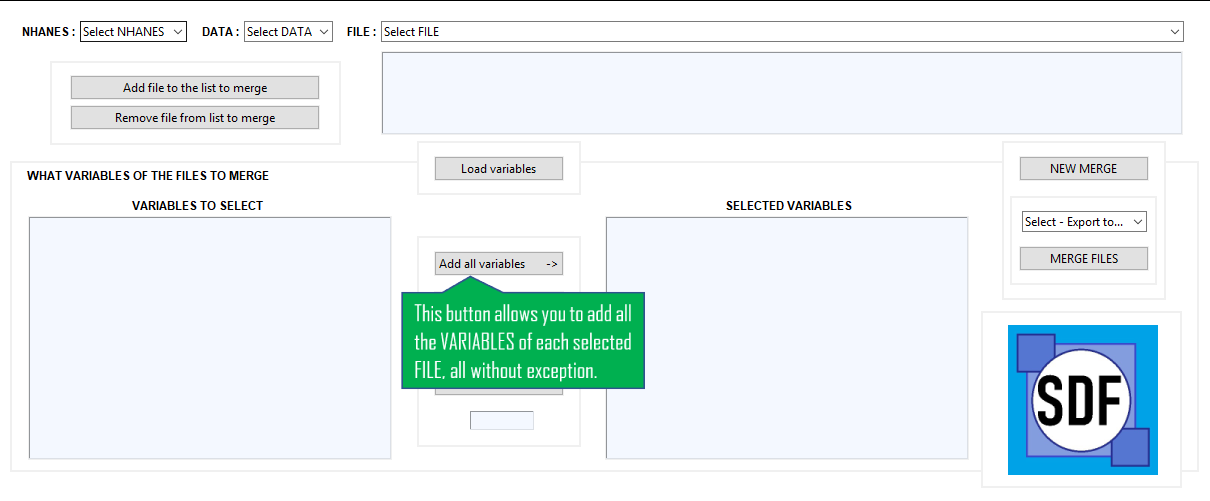 NHANES : Select NHANES DATA : Select DATA FILE : Select FILE
Add file to the list to merge
Remove file from list to merge
Load variables
NEW MERGE
WHAT VARIABLES OF THE FILES TO MERGE
VARIABLES TO SELECT
SELECTED VARIABLES
Select - Export to...
Add all variables ->
MERGE FILES
This button allows you to add all
the VARIABLES of each selected
FILE, all without exception.
SDF